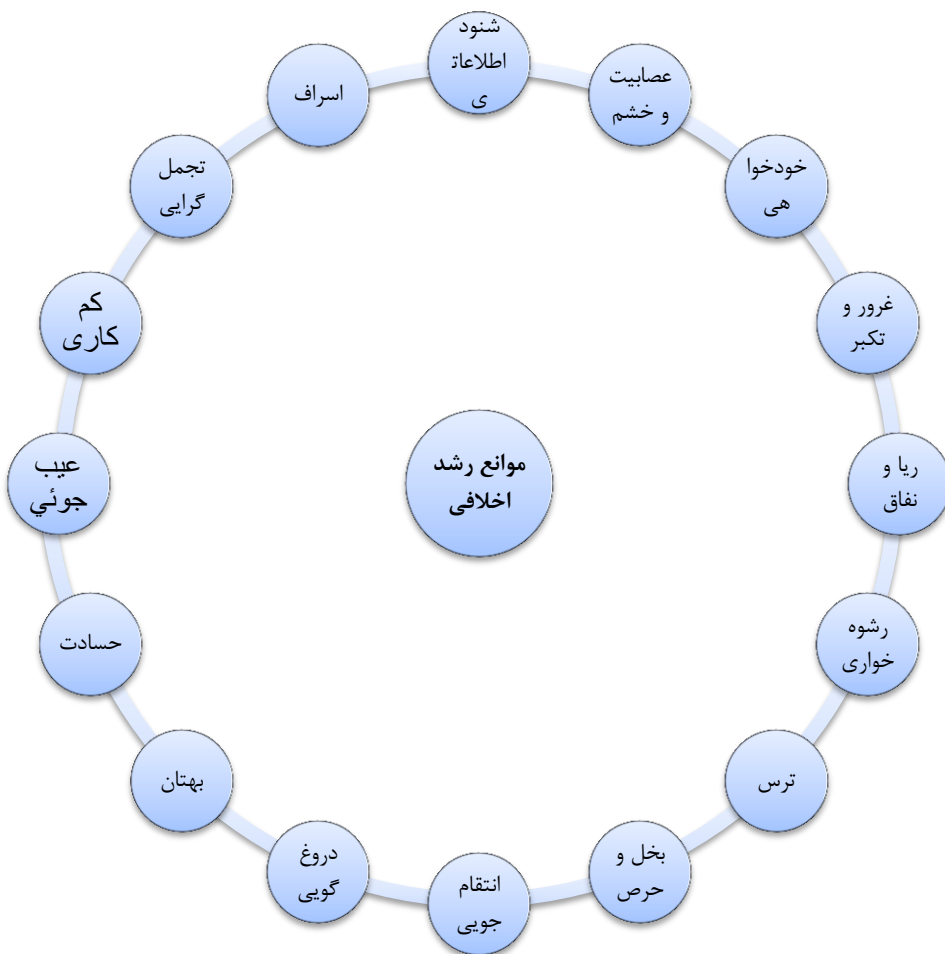 شنود
اطلاعات
ی
عصابیت
و خشم
خودخوا
هی
غرور و
تکبر
ریا و
نفاق
رشوه
خواری
ترس
بخل و
حرص
انتقام
جویی
دروغ
گویی
بهتان
حسادت
عیب
جوئي
کم
کاری
تجمل
گرایی
اسراف
موانع رشد
اخلافی